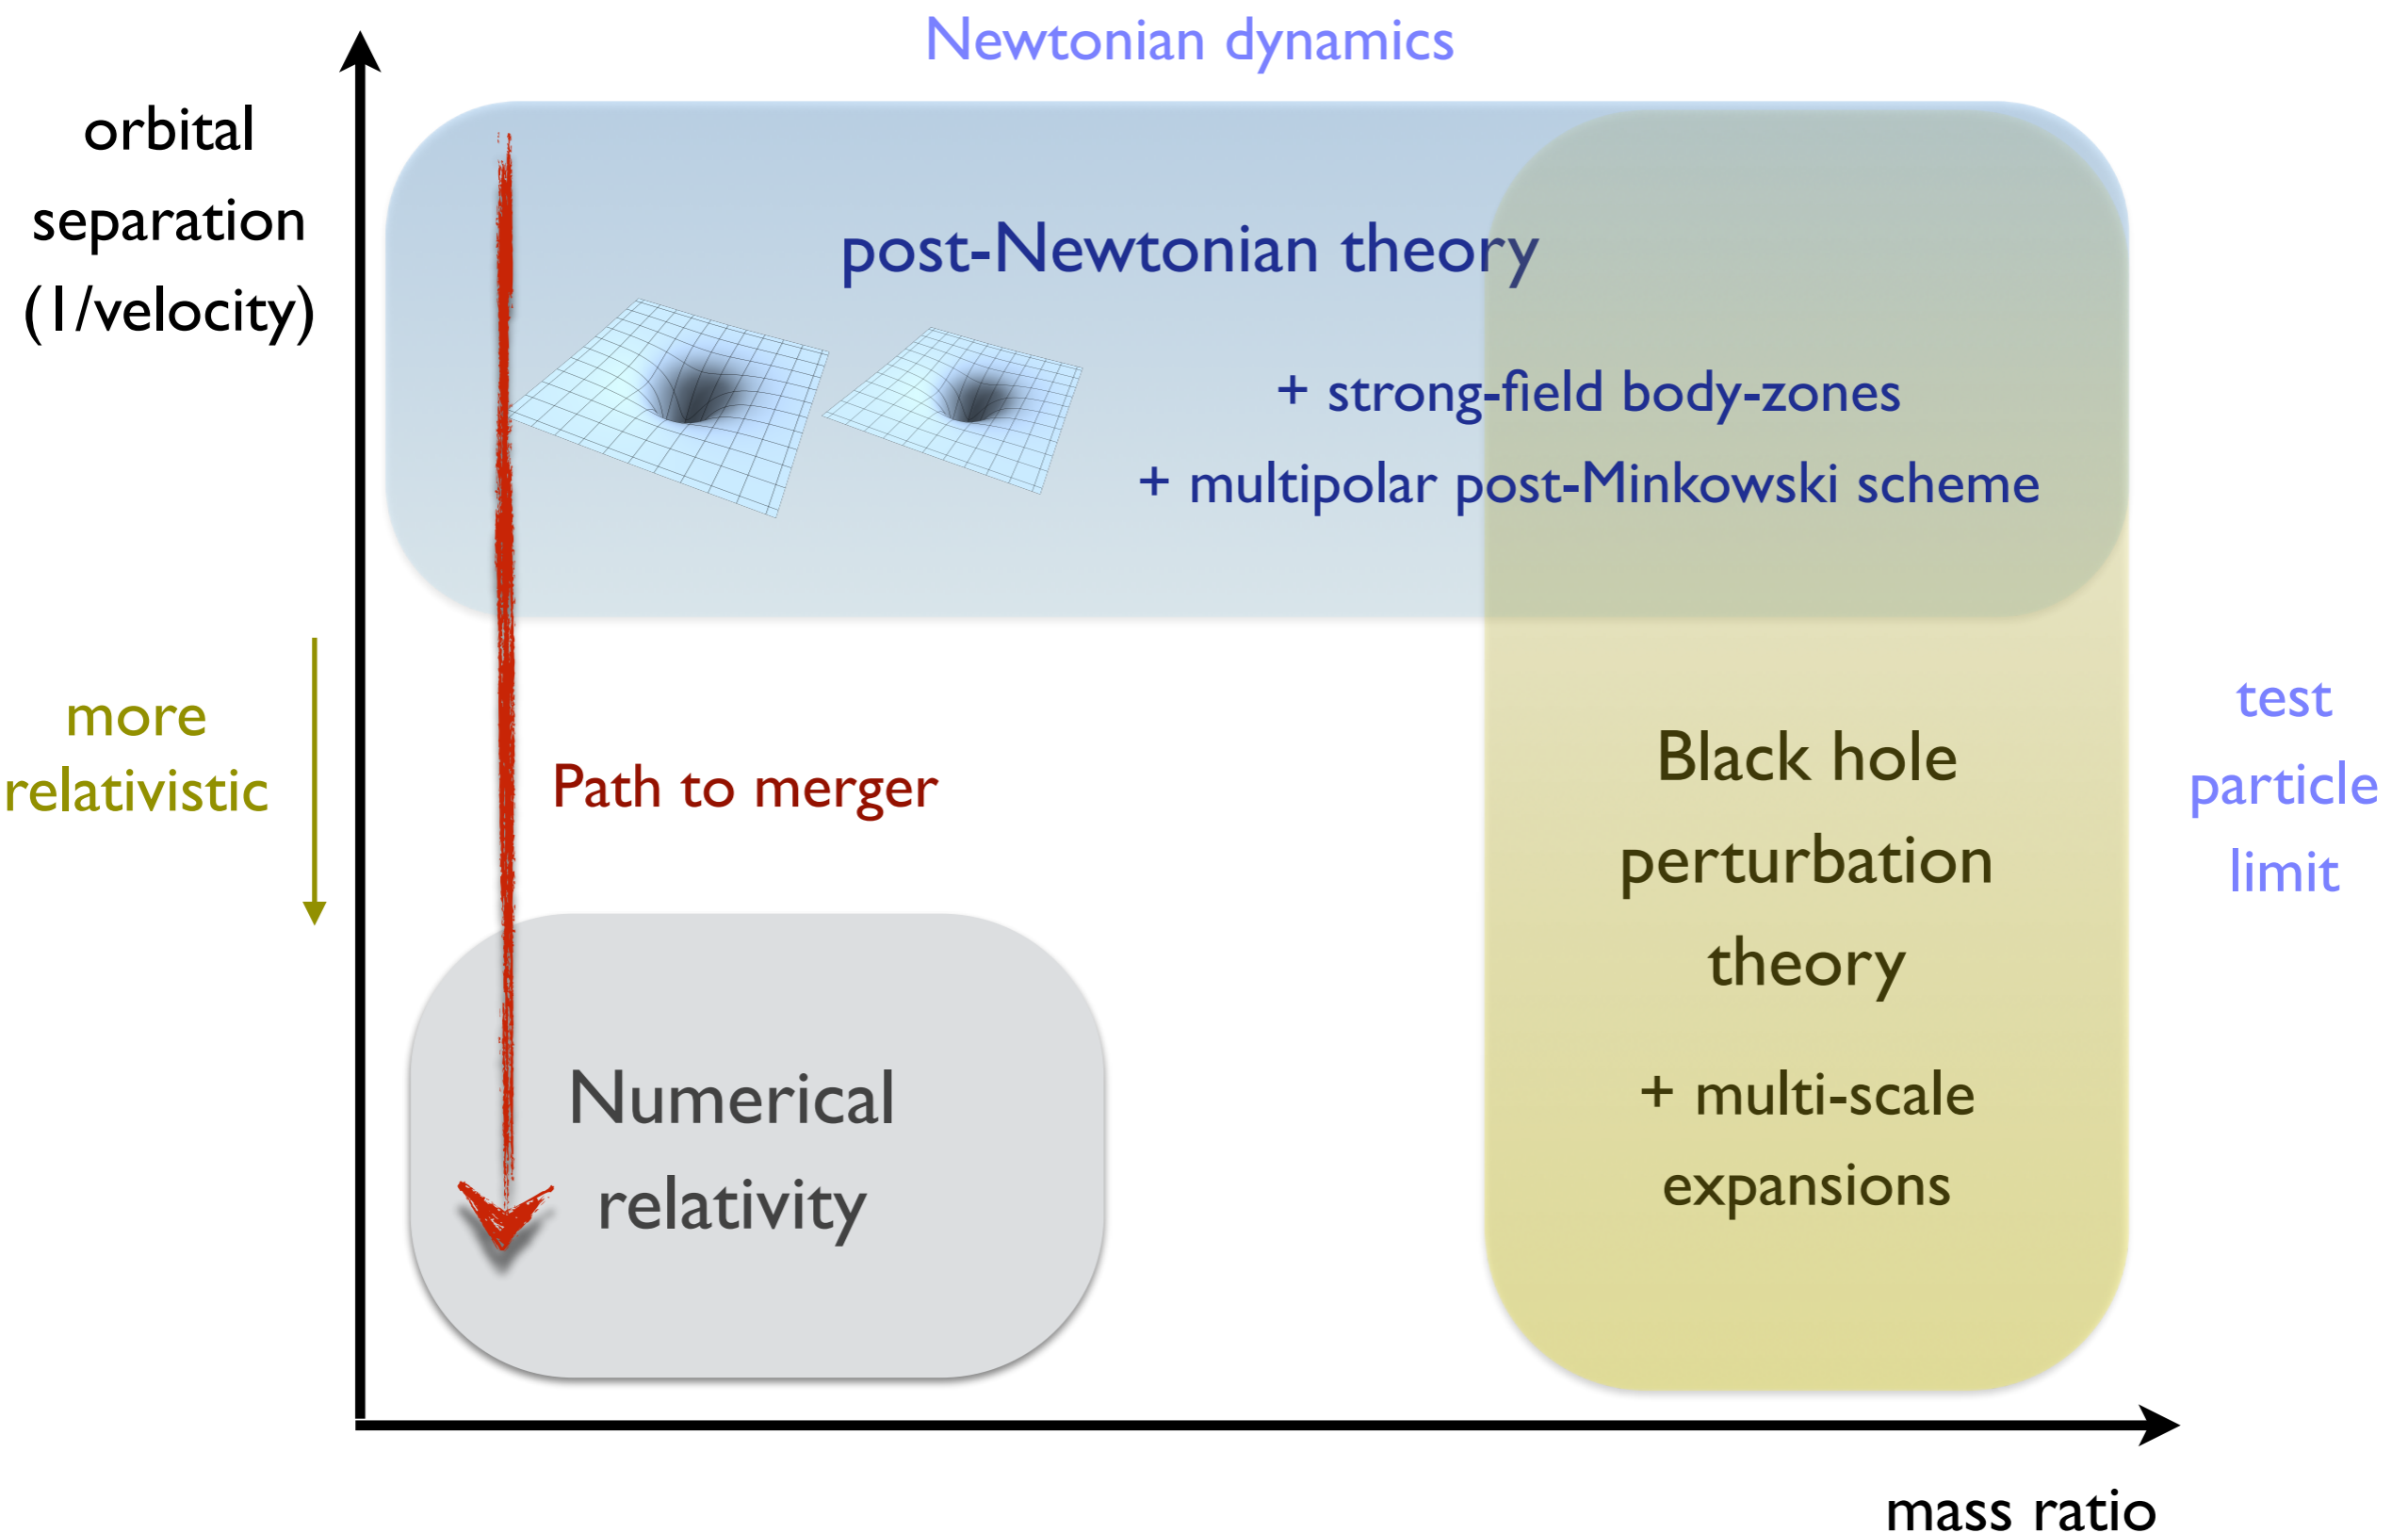 Newtonian dynamics
orbital
separation
(1/velocity)
post-Newtonian theory
+ strong-field body-zones
+ multipolar post-Minkowski scheme
more
relativistic
Path to merger
Black hole
perturbation
theory
+ multi-scale
expansions
test
particle
limit
Numerical
relativity
mass ratio